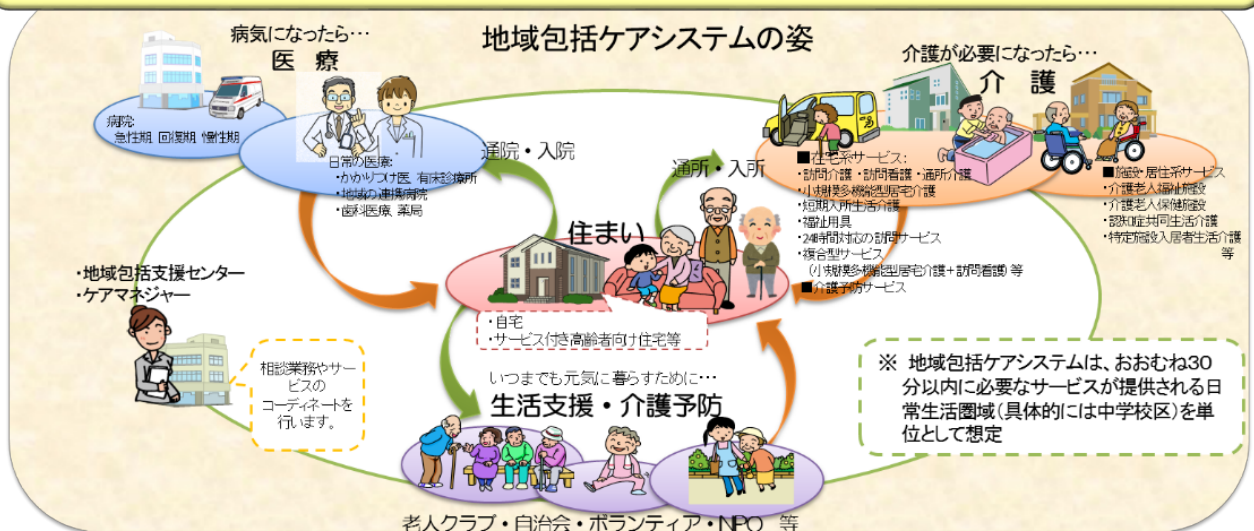 地域包括ケアシステムの姿
病気になったら…
医 療
病院:
急性期、回復期、慢性期
日常の医療:
・かかりつけ医、有床診療所
・地域の連携病院
・歯科医療、薬局
通院・入院
通所・入所
介護が必要になったら…
介 護
■在宅系サービス:
・訪問介護・訪問看護・通所介護
・小規模多機能型居宅介護
・短期入所生活介護
・福祉用具
・24時間対応の訪問サービス
・複合型サービス
(小規模多機能型居宅介護+訪問看護)等
■介護予防サービス
■施設・居住系サービス
・介護老人福祉施設
・介護老人保健施設
・認知症共同生活介護
・特定施設入居者生活介護
等
住まい
・自宅
・サービス付き高齢者向け住宅等
・地域包括支援センター
・ケアマネジャー
相談業務やサー
ビスの
コーディネートを
行います。
いつまでも元気に暮らすために…
生活支援・介護予防
老人クラブ・自治会・ボランティア・NPO 等
※ 地域包括ケアシステムは、おおむね30
分以内に必要なサービスが提供される日
常生活圏域(具体的には中学校区)を単
位として想定